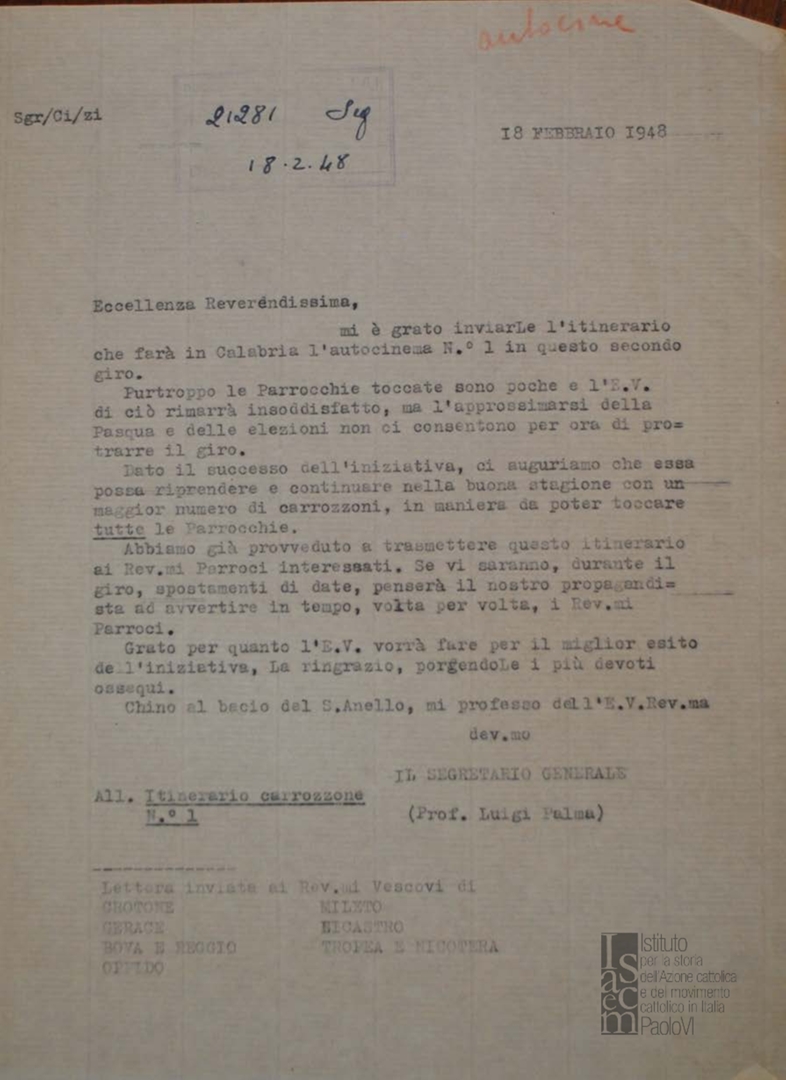 autocine
Sgr/Ci/zi
21281 Seg
18.2.48
18 FEBBRAIO 1948
Eccellenza Reveréndissima,
mi è grato inviarLe l'itinerario
che farà in Calabria l'autocinema N.° 1 in questo secondo
giro.
Purtroppo le Parrocchie toccate sono poche e l'E.V.
di ciò rimarrà insoddisfatto, ma l'approssimarsi della
Pasqua e delle elezioni non ci consentono per ora di pro=
trarre il giro.
Dato il successo dell'iniziativa, ci auguriamo che essa
possa riprendere e continuare nella buona stagione con un
maggior numero di carrozzoni, in maniera da poter toccare
tutte le Parrocchie.
Abbiamo già provveduto a trasmettere questo itinerario
ai Rev.mi Parroci interessati. Se vi saranno, durante il
giro, spostamenti di date, penserà il nostro propagandi=
sta ad avvertire in tempo, volta per volta, i Rev.mi
Parroci.
Grato per quanto l'E.V. vorrà fare per il miglior esito
dell'iniziativa, La ringrazio, porgendoLe i più devoti
ossequi.
Chino al bacio del S.Anello, mi professo dell'E.V.Rev.ma
dev.mo
IL SEGRETARIO GENERALE
All. Itinerario carrozzone
N.° 1
(Prof. Luigi Palma)
Lettera inviata ai Rev.mi Vescovi di
CROTONE MILETO
GERACE NICASTRO
BOVA E REGGIO TROPEA E NICOTERA
OPPIDO
Isacem
Istituto
per la storia
dell'Azione cattolica
e del movimento
cattolico in Italia
PaoloVI